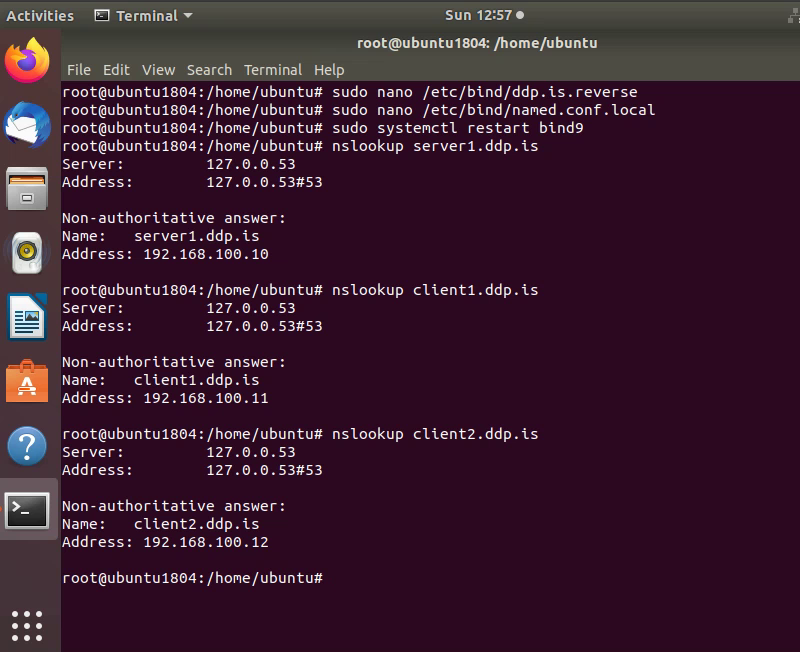 Activities Terminal Sun 12:57
root@ubuntu1804: /home/ubuntu
File Edit View Search Terminal Help
root@ubuntu1804:/home/ubuntu# sudo nano /etc/bind/ddp.is.reverse
root@ubuntu1804:/home/ubuntu# sudo nano /etc/bind/named.conf.local
root@ubuntu1804:/home/ubuntu# sudo systemctl restart bind9
root@ubuntu1804:/home/ubuntu# nslookup server1.ddp.is
Server: 127.0.0.53
Address: 127.0.0.53#53
Non-authoritative answer:
Name: server1.ddp.is
Address: 192.168.100.10
root@ubuntu1804:/home/ubuntu# nslookup client1.ddp.is
Server: 127.0.0.53
Address: 127.0.0.53#53
Non-authoritative answer:
Name: client1.ddp.is
Address: 192.168.100.11
root@ubuntu1804:/home/ubuntu# nslookup client2.ddp.is
Server: 127.0.0.53
Address: 127.0.0.53#53
Non-authoritative answer:
Name: client2.ddp.is
Address: 192.168.100.12
root@ubuntu1804:/home/ubuntu#